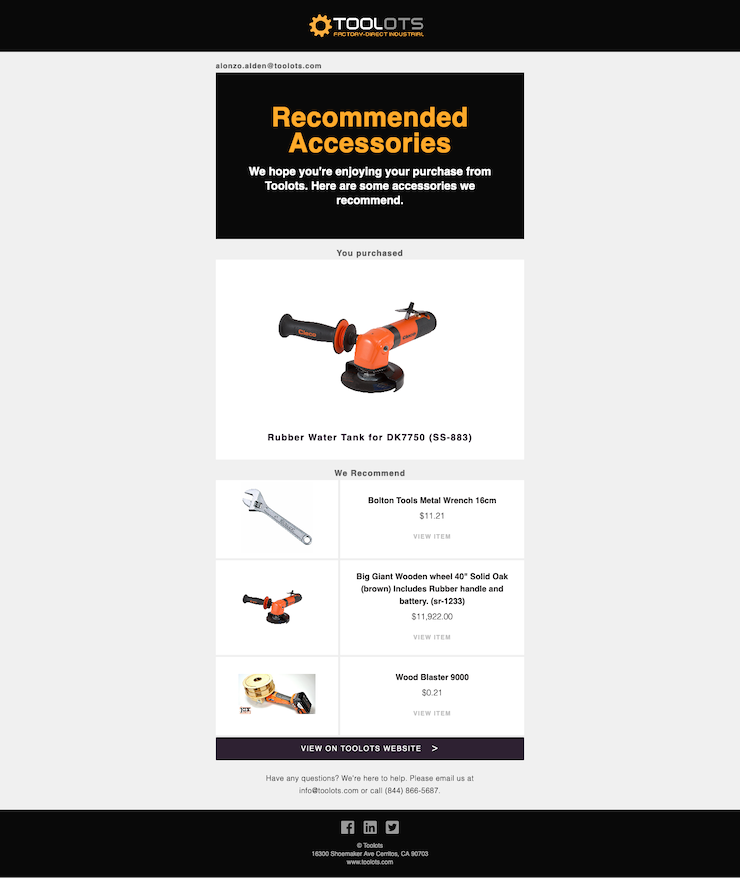 TOOLOTS
FACTORY-DIRECT INDUSTRIAL
alonzo.alden@toolots.com
Recommended
Accessories
We hope you're enjoying your purchase from
Toolots. Here are some accessories we
recommend.
You purchased
Cleco
Cleco
Rubber Water Tank for DK7750 (SS-883)
We Recommend
Bolton Tools Metal Wrench 16cm
$11.21
VIEW ITEM
Big Giant Wooden wheel 40" Solid Oak
(brown) Includes Rubber handle and
battery. (sr-1233)
$11,922.00
VIEW ITEM
Wood Blaster 9000
$0.21
VIEW ITEM
VIEW ON TOOLOTS WEBSITE >
Have any questions? We're here to help. Please email us at
info@toolots.com or call (844) 866-5687.
© Toolots
16300 Shoemaker Ave Cerritos, CA 90703
www.toolots.com